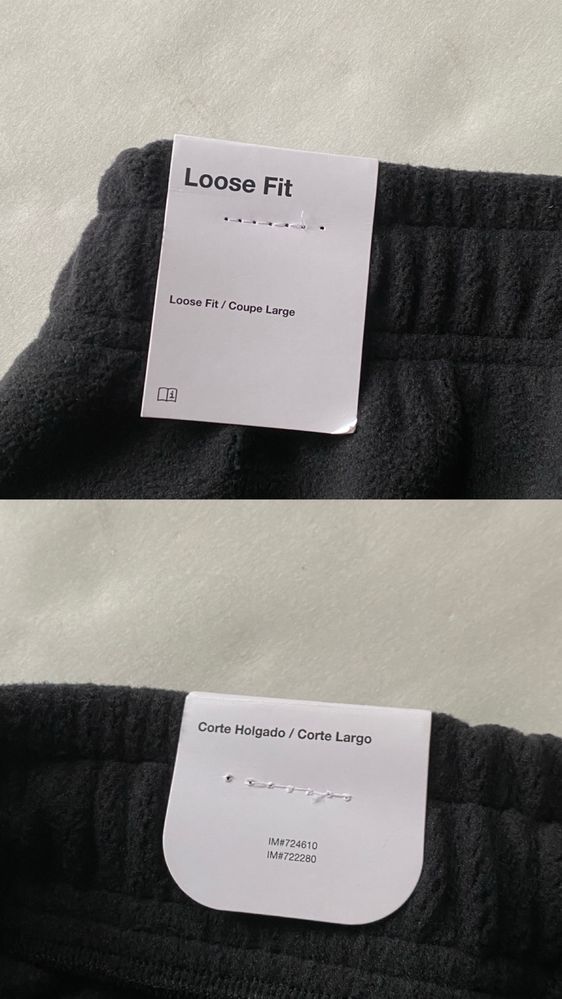 Loose Fit
Loose Fit / Coupe Large
Corte Holgado / Corte Largo
IM#724610
IM#722280